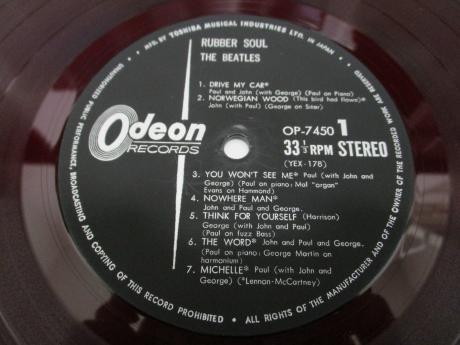 MFG. BY TOSHIBA MUSICAL INDUSTRIES LTD. IN JAPAN
UNAUTHORISED PUBLIC PERFORMANCE, BROADCASTING AND COPYING OF THIS RECORD PROHIBITED • ALL RIGHTS OF THE MANUFACTURER AND OF THE OWNER OF THE RECORDED WORK ARE RESERVED
RUBBER SOUL
THE BEATLES
1. DRIVE MY CAR*
Paul and John (with George) (Paul on Piano)
2. NORWEGIAN WOOD (This bird had flown)*
John (with Paul) (George on Sitar)
Odeon
RECORDS
OP-7450 1
33⅓ RPM STEREO
(YEX-178)
3. YOU WON'T SEE ME* Paul (with John and
George) (Paul on piano: Mal "organ"
Evans on Hammond)
4. NOWHERE MAN*
John and Paul and George.
5. THINK FOR YOURSELF (Harrison)
George (with John and Paul)
(Paul on fuzz Bass)
6. THE WORD* John and Paul and George.
(Paul on piano: George Martin on
harmonium)
7. MICHELLE* Paul (with John and
George) (*Lennon-McCartney)